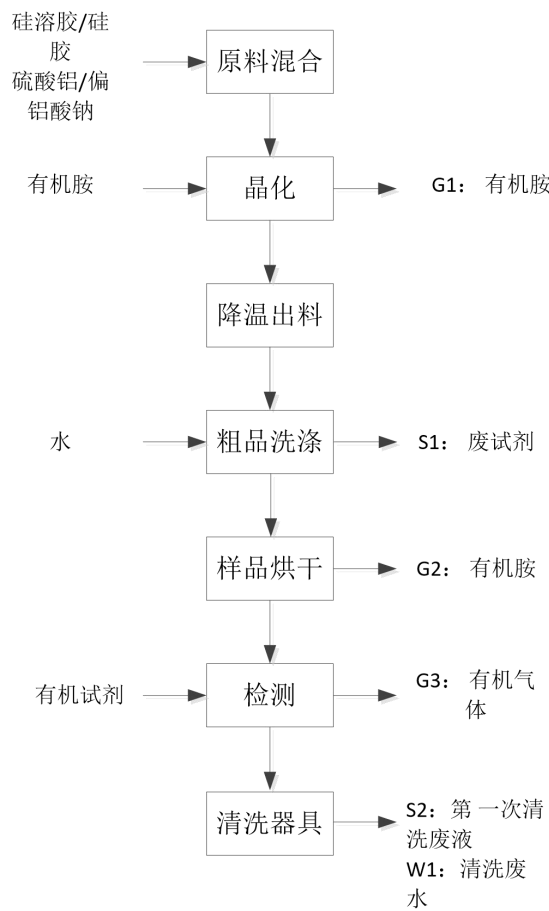 硅溶胶/硅
胶
硫酸铝/偏
铝酸钠
原料混合
有机胺
晶化
G1： 有机胺
降温出料
水
粗品洗涤
S1： 废试剂
样品烘干
G2： 有机胺
有机试剂
检测
G3： 有机气
体
清洗器具
S2：第一次清
洗废液
W1：清洗废
水